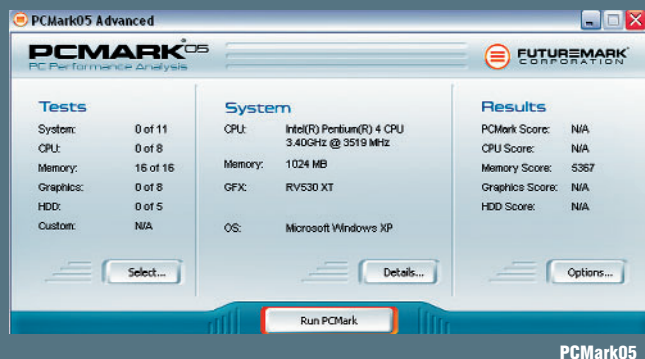 PCMark05 Advanced
PCMARK 05
PC Performance Analysis
FUTUREMARK
CORPORATION
Tests
System: 0 of 11
CPU: 0 of 8
Memory: 16 of 16
Graphics: 0 of 8
HDD: 0 of 5
Custom: N/A
Select...
System
CPU: Intel(R) Pentium(R) 4 CPU
3.40GHz @ 3519 MHz
Memory: 1024 MB
GFX: RV530 XT
OS: Microsoft Windows XP
Details...
Results
PCMark Score: N/A
CPU Score: N/A
Memory Score: 5367
Graphics Score: N/A
HDD Score: N/A
Options...
Run PCMark
PCMark05